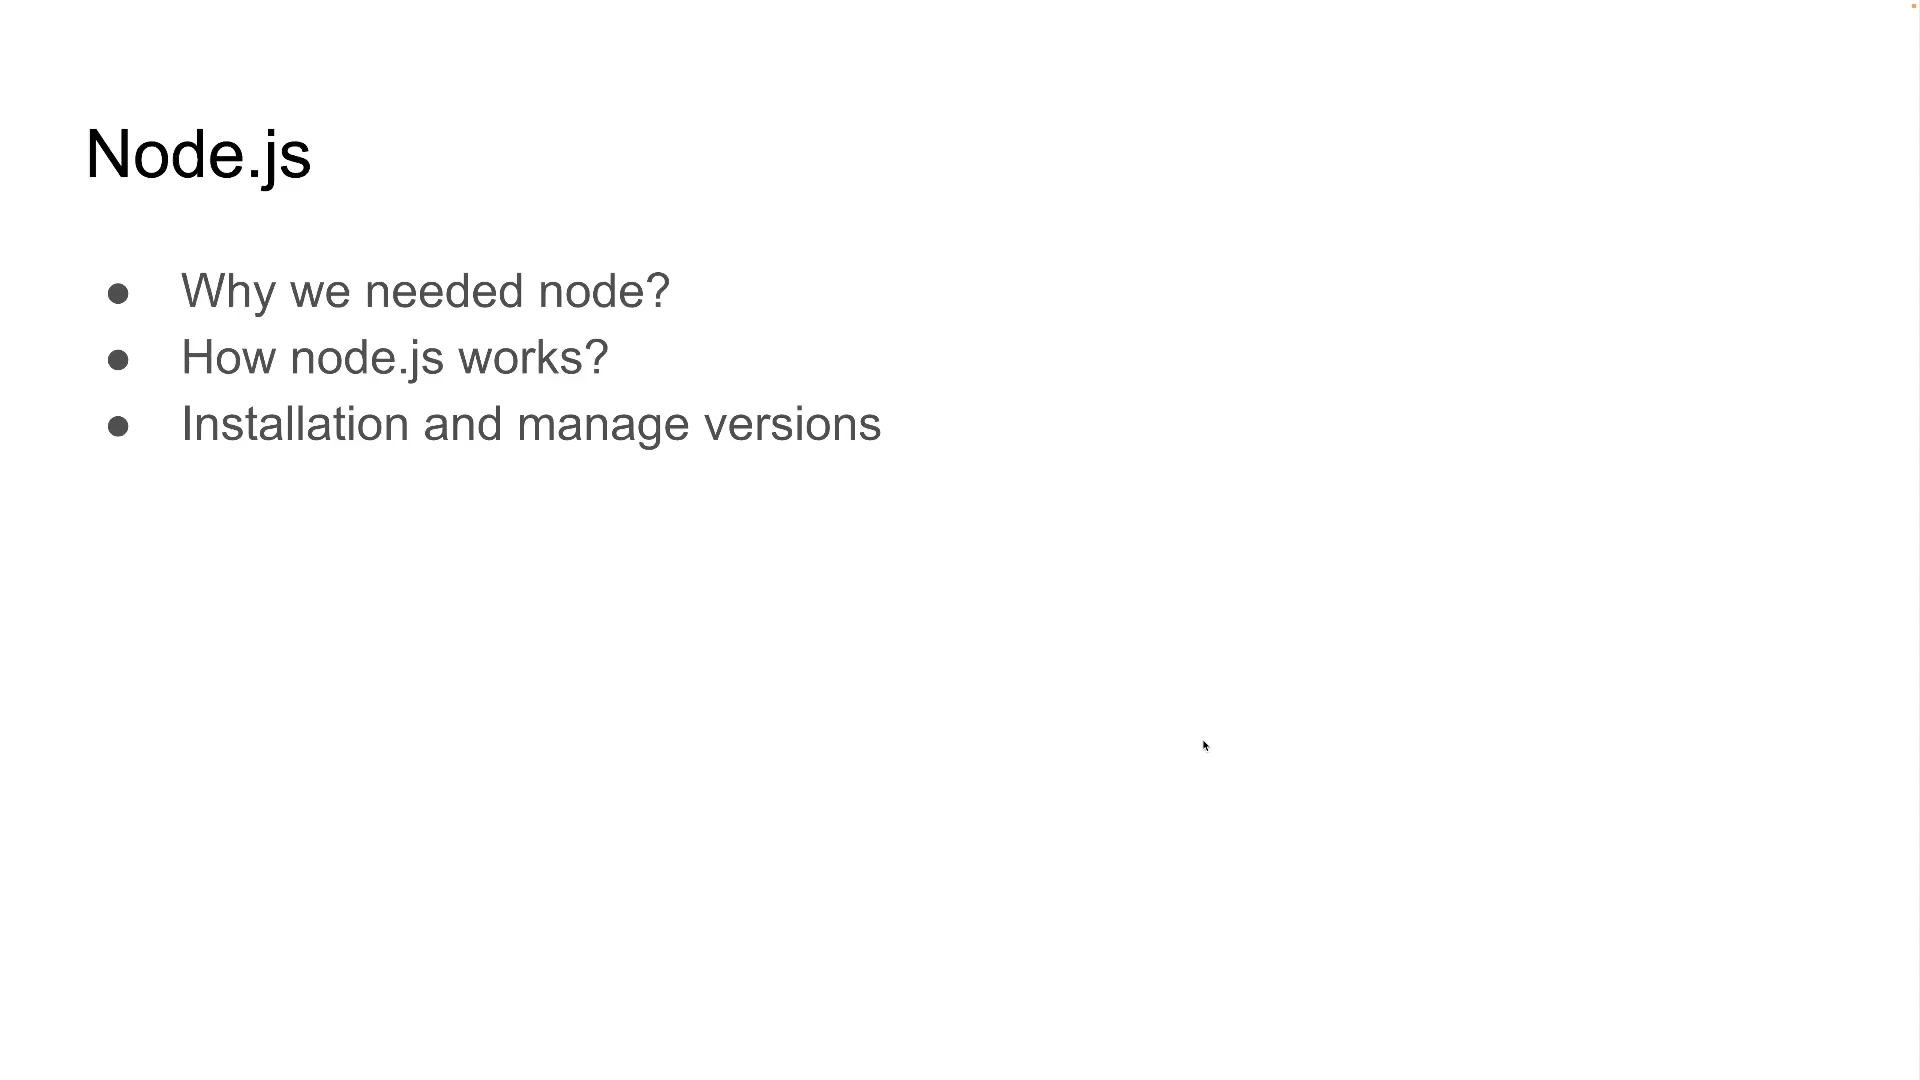 Node.js
● Why we needed node?
● How node.js works?
● Installation and manage versions